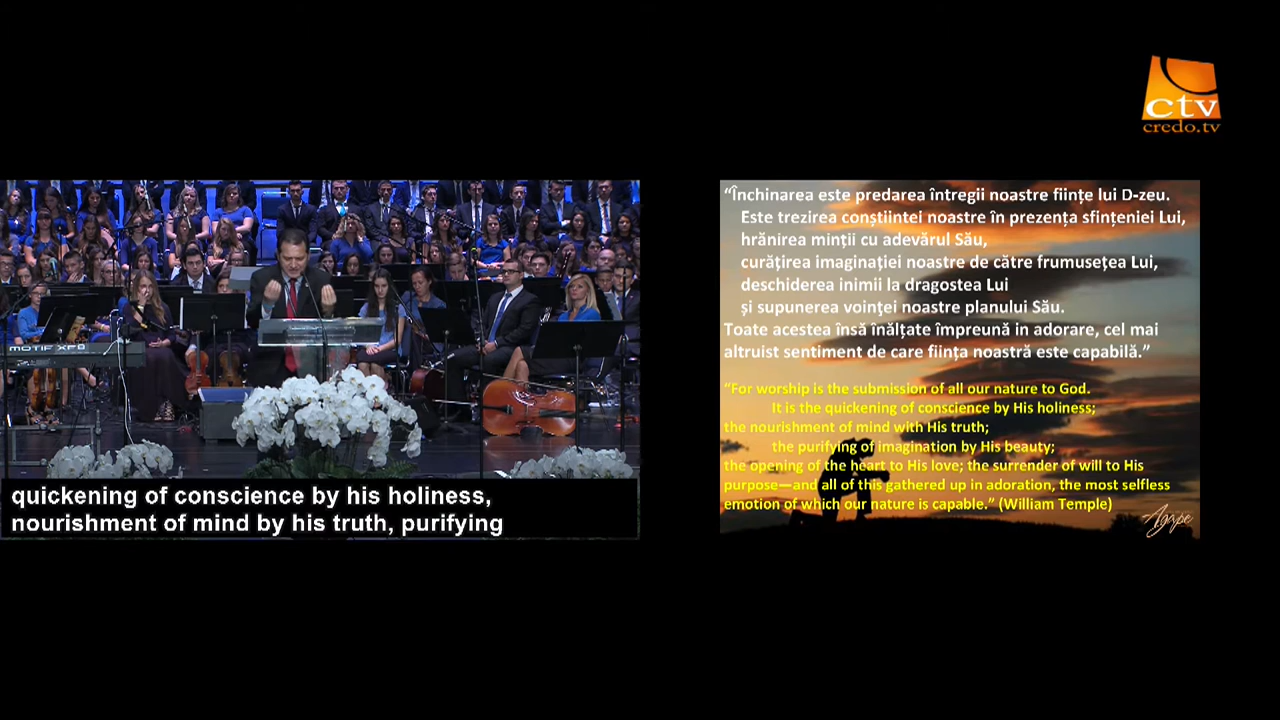 ctv
credo.tv
MOTIF XF8
quickening of conscience by his holiness,
nourishment of mind by his truth, purifying
“Închinarea este predarea întregii noastre ființe lui D-zeu.
Este trezirea conștiintei noastre în prezența sfințeniei Lui,
hrănirea minții cu adevărul Său,
curăţirea imaginaţiei noastre de către frumusețea Lui,
deschiderea inimii la dragostea Lui
şi supunerea voinţei noastre planului Său.
Toate acestea însă înălțate împreună in adorare, cel mai
altruist sentiment de care ființa noastră este capabilă.”
“For worship is the submission of all our nature to God.
It is the quickening of conscience by His holiness;
the nourishment of mind with His truth;
the purifying of imagination by His beauty;
the opening of the heart to His love; the surrender of will to His
purpose—and all of this gathered up in adoration, the most selfless
emotion of which our nature is capable.” (William Temple)
Agape